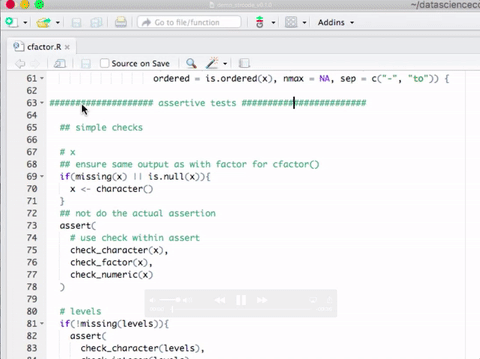 ~/datasciencec
Go to file/function
Addins
cfactor.R
Source on Save
61 ordered = is.ordered(x), nmax = NA, sep = c("-", "to")) {
62
63 #################### assertive tests ########################
64
65 ## simple checks
66
67 # x
68 ## ensure same output as with factor for cfactor()
69 if(missing(x) || is.null(x)){
70 x <- character()
71 }
72 ## not do the actual assertion
73 assert(
74 # use check within assert
75 check_character(x),
76 check_factor(x),
77 check_numeric(x)
78 )
79
80 # levels
81 if(!missing(levels)){
82 assert(
83 check_character(levels),